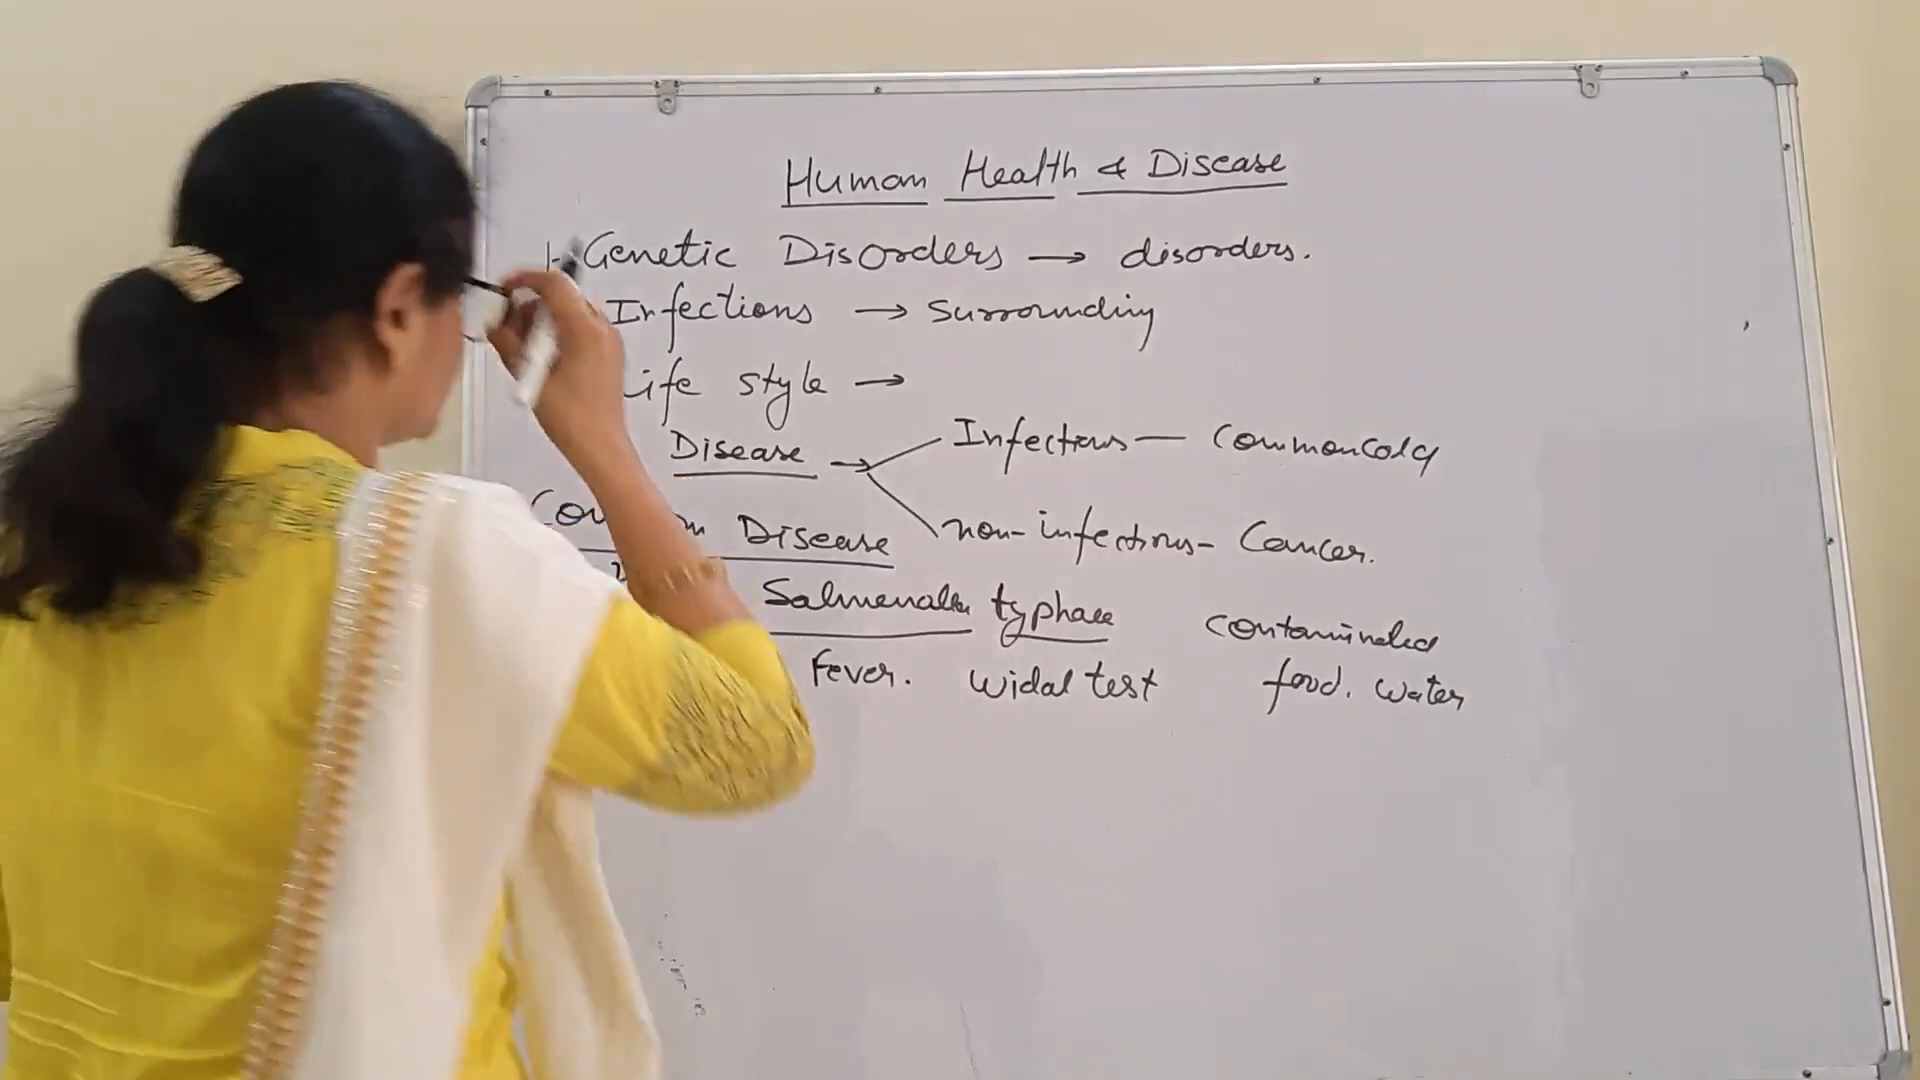 Human Health & Disease
1. Genetic Disorders → disorders.
Infections → Surrounding
Life style →
Disease → Infectious — Common cold
non-infectious - Cancer.
Common Disease
Salmenalla typhae contaminated
Fever. Widal test food. water